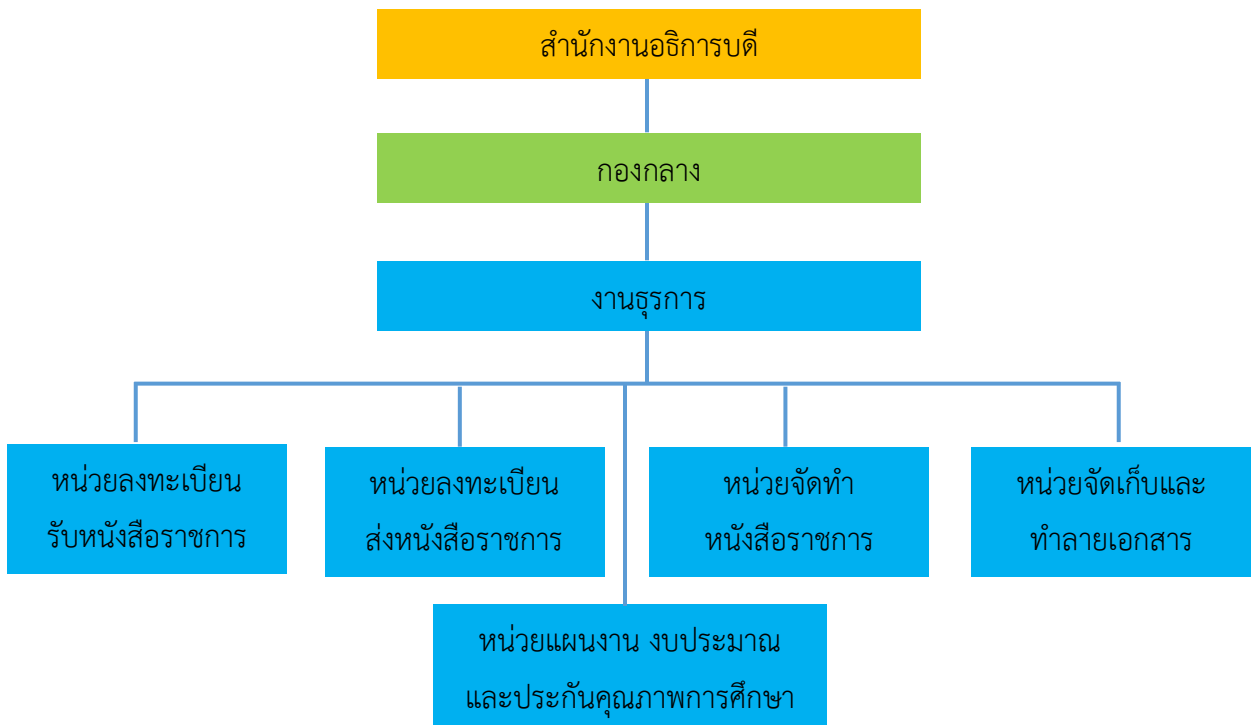 สำนักงานอธิการบดี
กองกลาง
งานธุรการ
หน่วยลงทะเบียน
รับหนังสือราชการ
หน่วยลงทะเบียน
ส่งหนังสือราชการ
หน่วยจัดทำ
หนังสือราชการ
หน่วยจัดเก็บและ
ทำลายเอกสาร
หน่วยแผนงาน งบประมาณ
และประกันคุณภาพการศึกษา